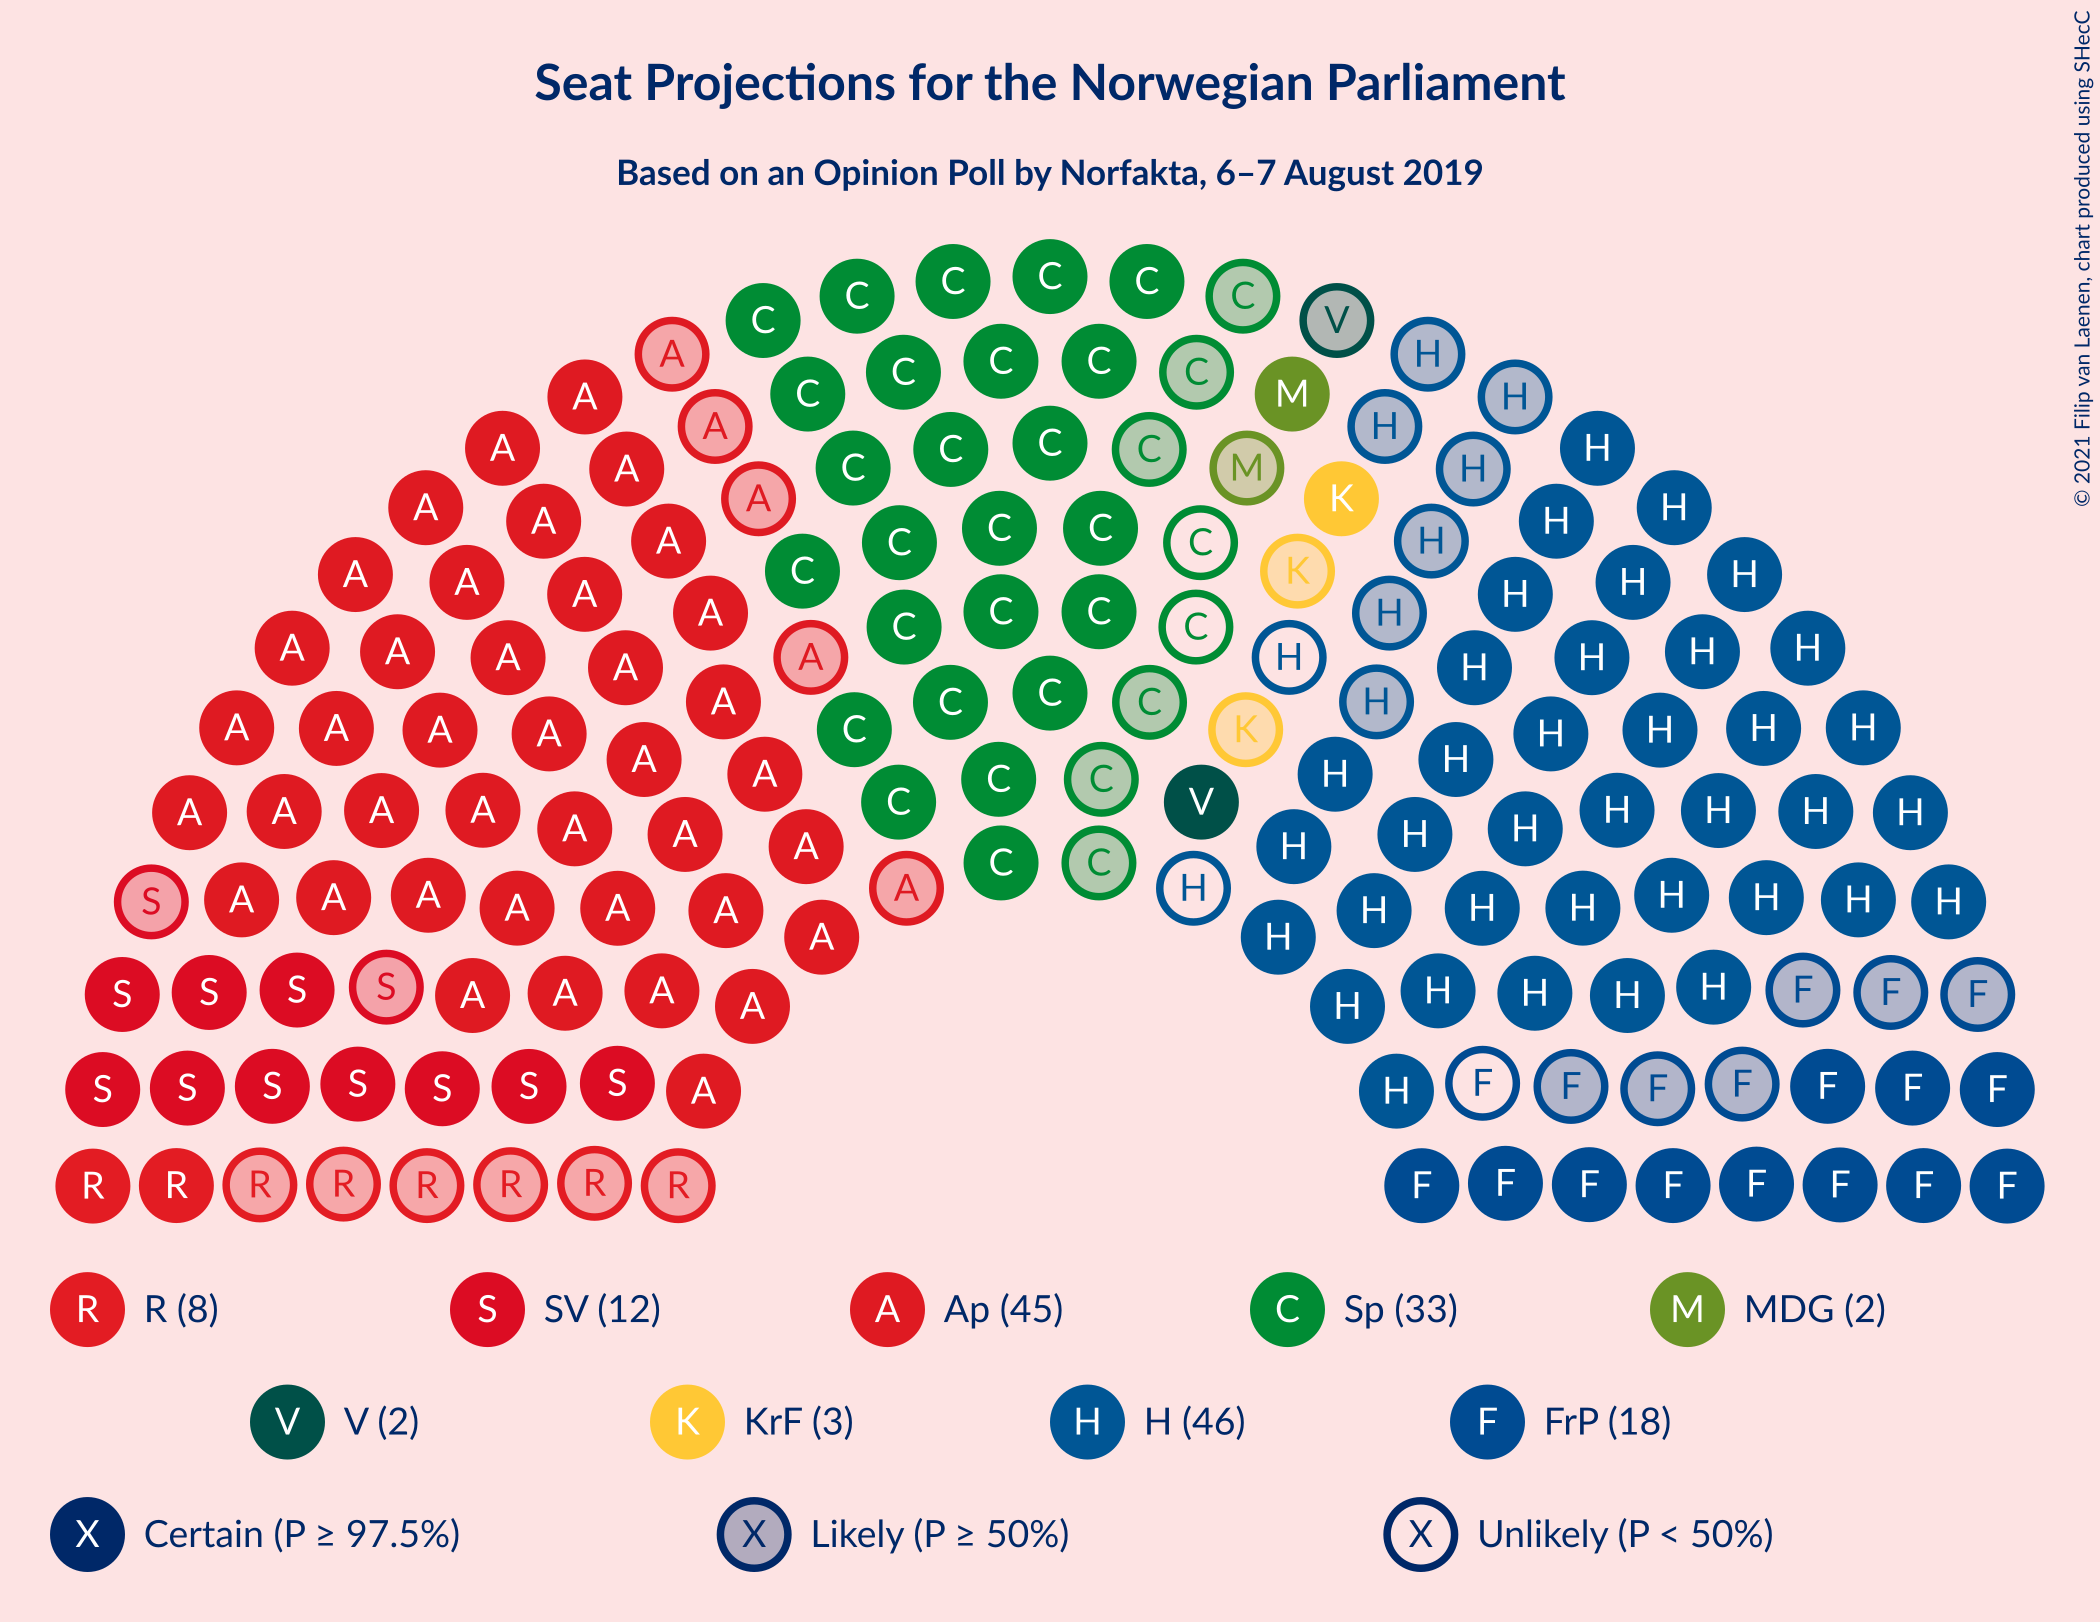 © 2021 Filip van Laenen, chart produced using SHecC
Seat Projections for the Norwegian Parliament
Based on an Opinion Poll by Norfakta, 6–7 August 2019
C C C C C C V
A C C C C H
A C M H
A A C C C H H
A C M H
A A A K H H
A C C C C H
A A A C K H H H
A C C C C H
A A A A A H H H H H
A C C C H
A A A A C K H H H H
A A C C H H
A A A A A A C V H H H H H H
A C C H
S A A A A A A A H H H H H H H H
A H
S S S S A A A A H H H H H F F F
S S S S S S S A H F F F F F F F
R R R R R R R R F F F F F F F F
R R (8) S SV (12) A Ap (45) C Sp (33) M MDG (2)
V V (2) K KrF (3) H H (46) F FrP (18)
X Certain (P ≥ 97.5%) X Likely (P ≥ 50%) X Unlikely (P < 50%)